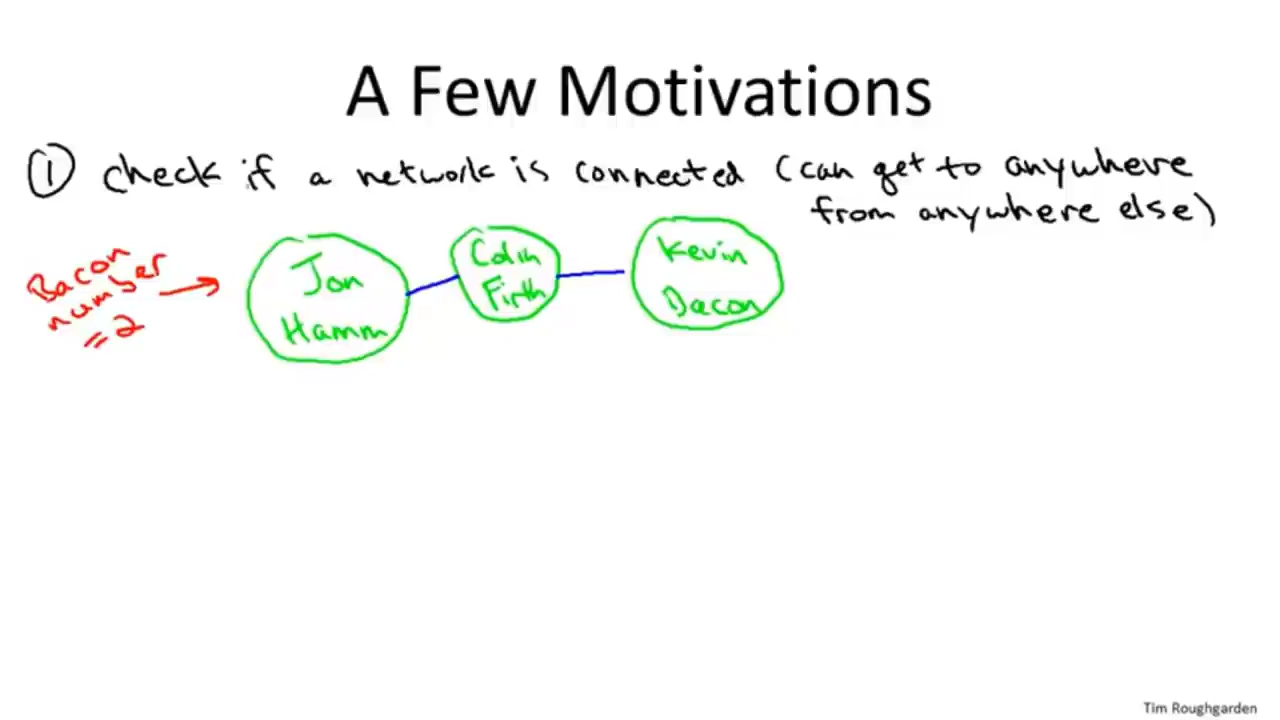 A Few Motivations
① check if a network is connected (can get to anywhere
from anywhere else)
Bacon
number
=2
Jon
Hamm
Colin
Firth
Kevin
Bacon
Tim Roughgarden